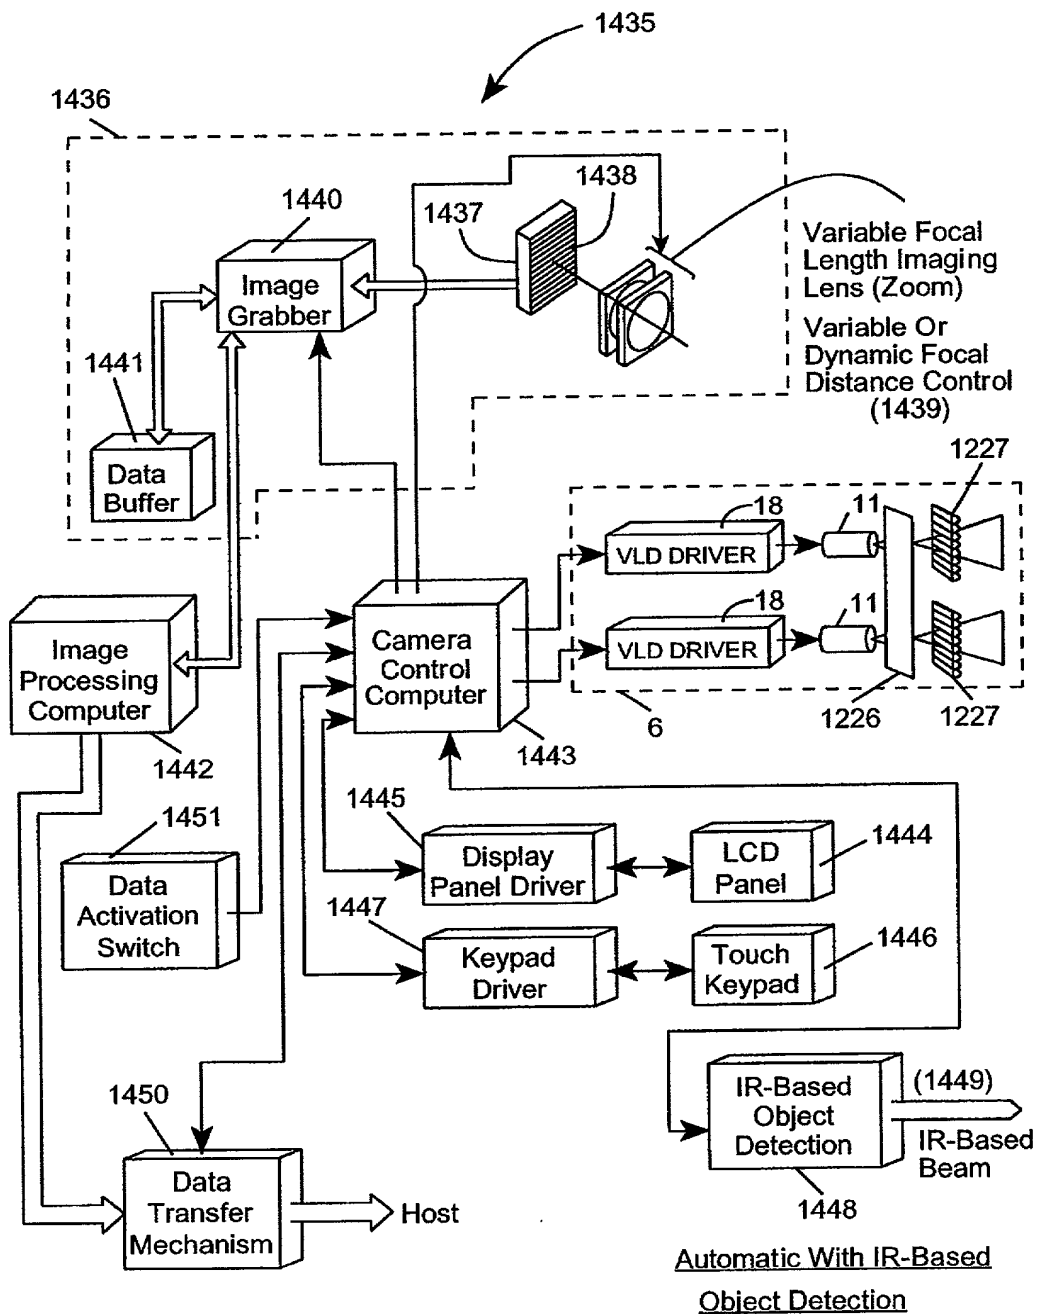 1435
1436
1440
1437
1438
Image
Grabber
Variable Focal
Length Imaging
Lens (Zoom)
Variable Or
Dynamic Focal
Distance Control
(1439)
1441
Data
Buffer
1227
18
11
VLD DRIVER
18
11
VLD DRIVER
1226
1227
6
Image
Processing
Computer
1442
Camera
Control
Computer
1443
1451
Data
Activation
Switch
1445
Display
Panel Driver
LCD
Panel
1444
1447
Keypad
Driver
Touch
Keypad
1446
1450
Data
Transfer
Mechanism
Host
IR-Based
Object
Detection
(1449)
IR-Based
Beam
1448
Automatic With IR-Based
Object Detection